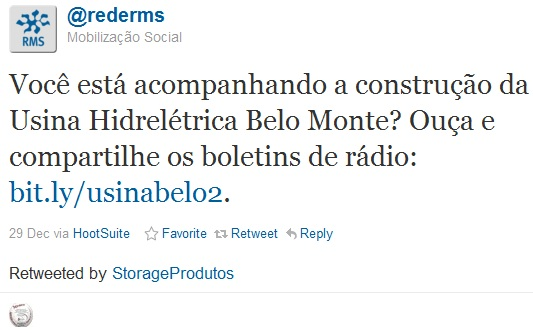 RMS
@rederms
Mobilização Social
Você está acompanhando a construção da
Usina Hidrelétrica Belo Monte? Ouça e
compartilhe os boletins de rádio:
bit.ly/usinabelo2.
29 Dec via HootSuite Favorite Retweet Reply
Retweeted by StorageProdutos